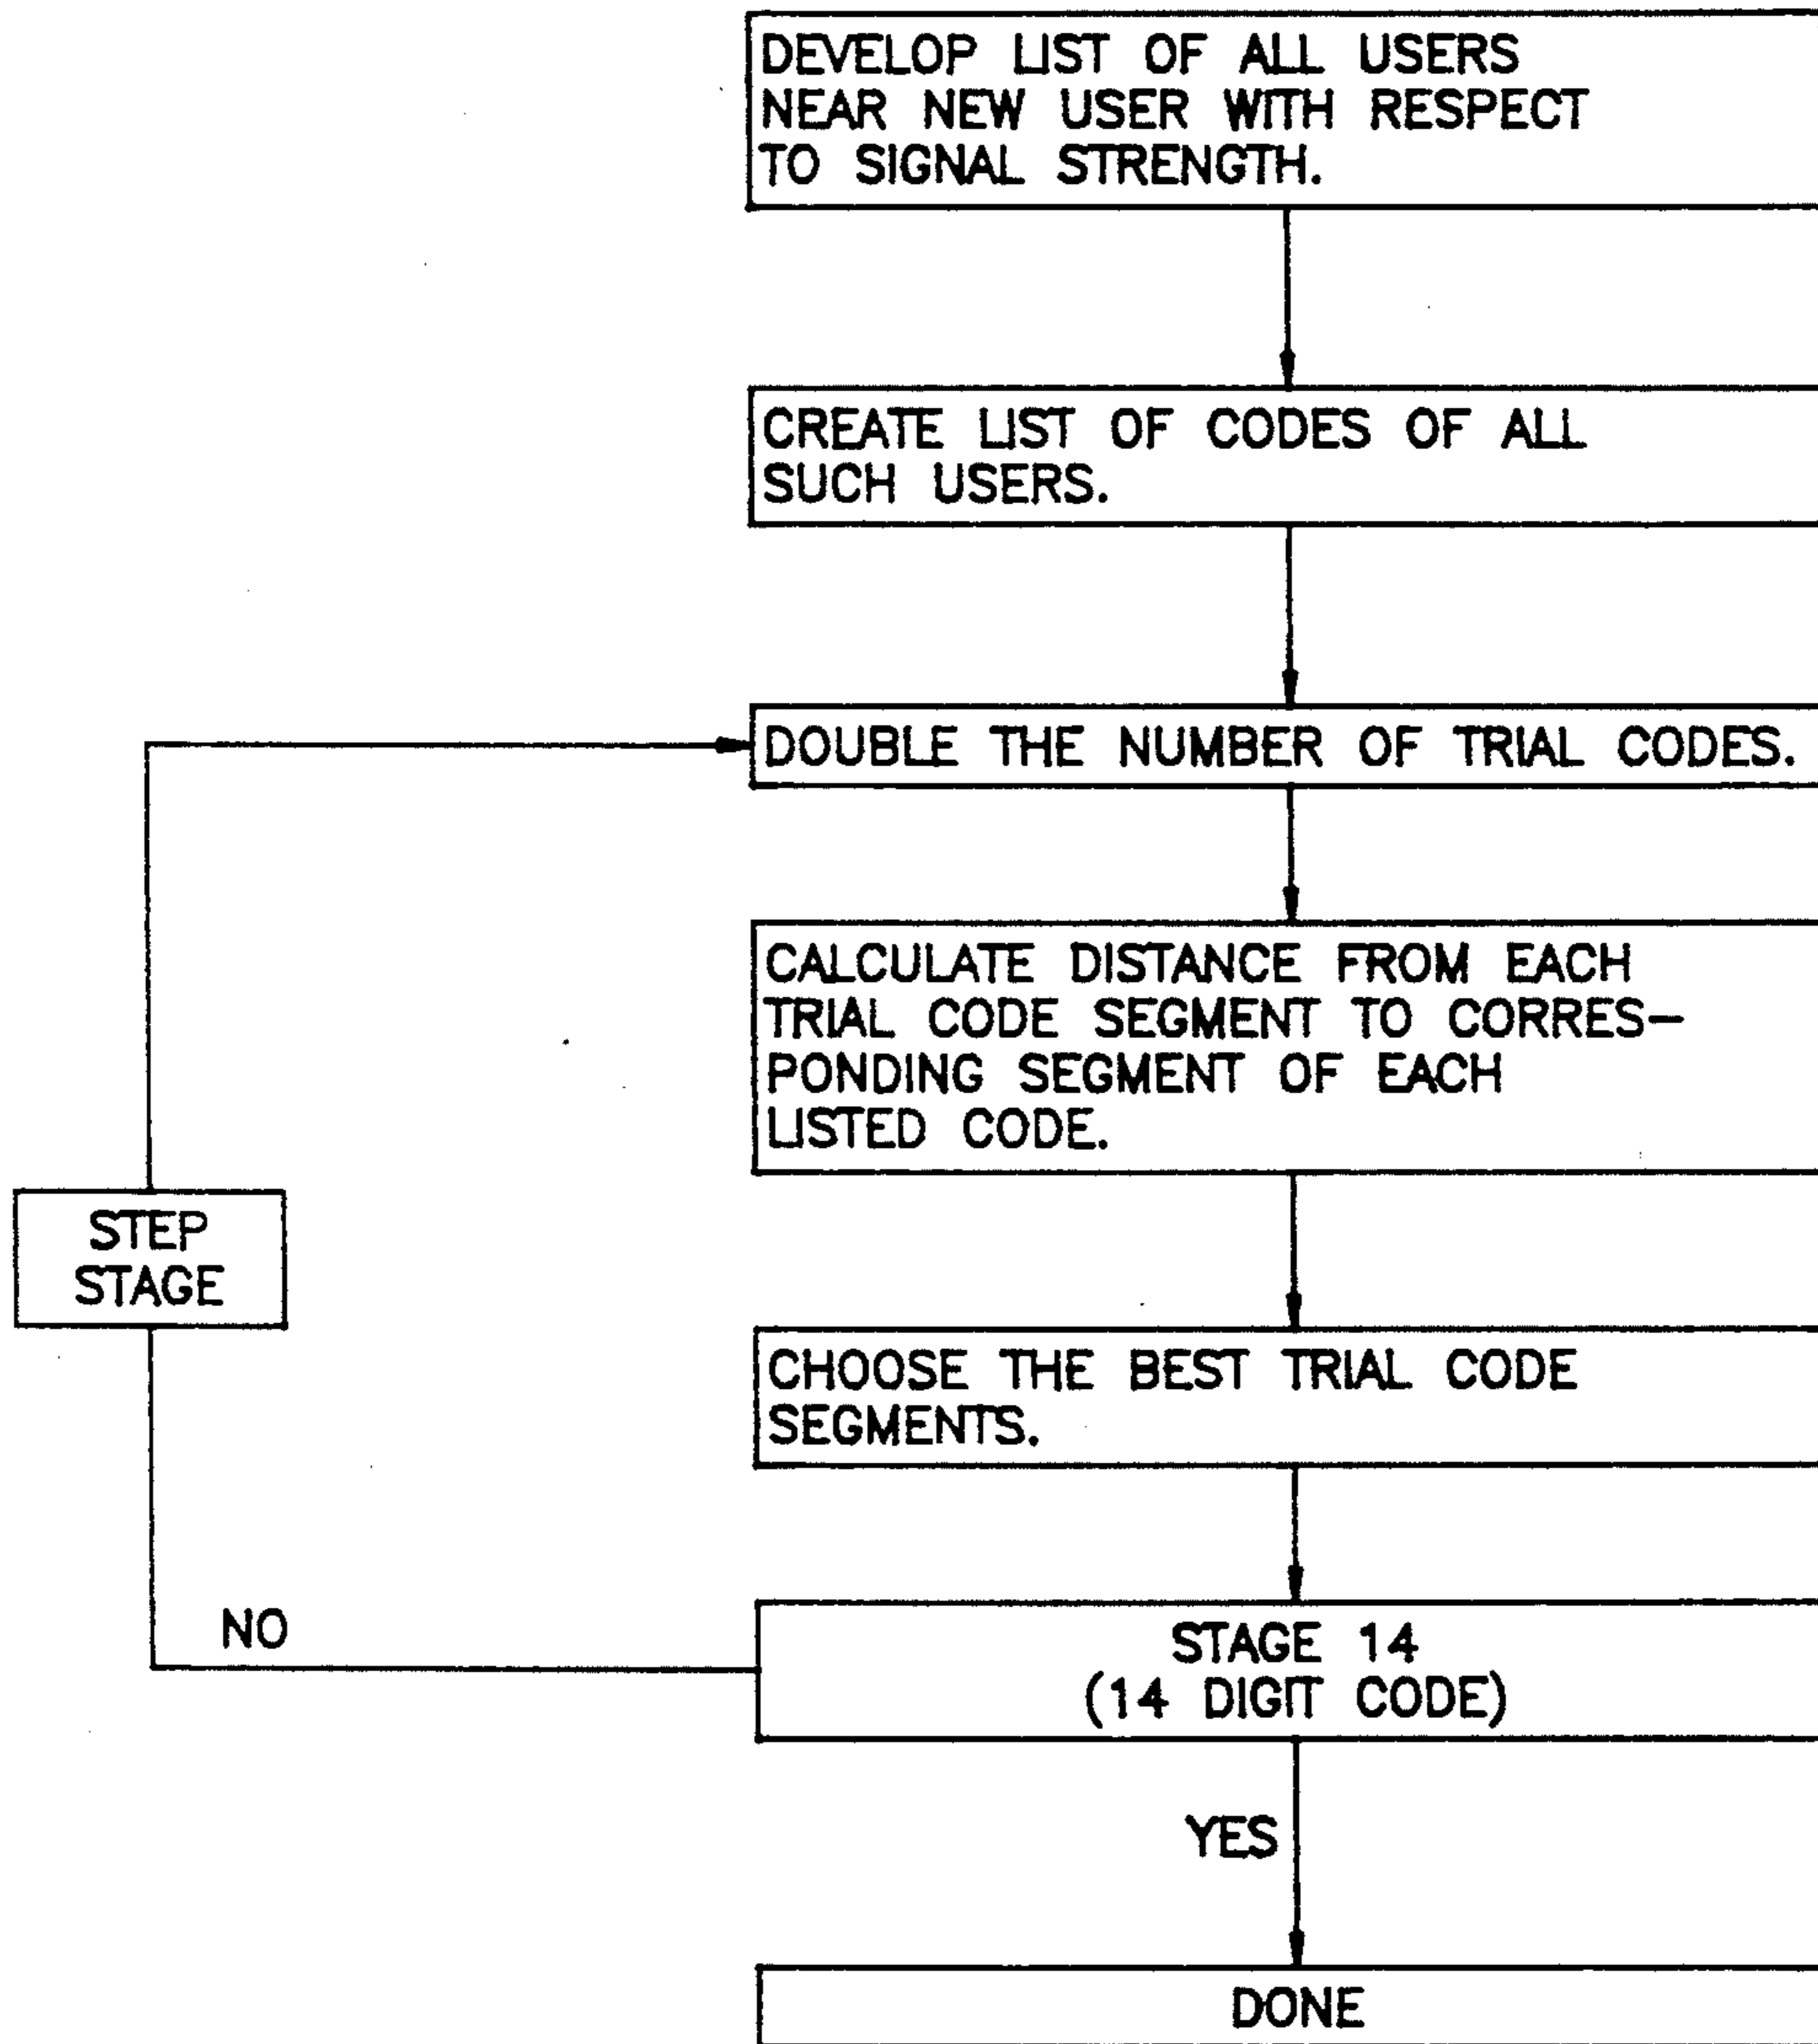 DEVELOP LIST OF ALL USERS
NEAR NEW USER WITH RESPECT
TO SIGNAL STRENGTH.
CREATE LIST OF CODES OF ALL
SUCH USERS.
DOUBLE THE NUMBER OF TRIAL CODES.
CALCULATE DISTANCE FROM EACH
TRIAL CODE SEGMENT TO CORRES-
PONDING SEGMENT OF EACH
LISTED CODE.
STEP
STAGE
CHOOSE THE BEST TRIAL CODE
SEGMENTS.
NO
STAGE 14
(14 DIGIT CODE)
YES
DONE